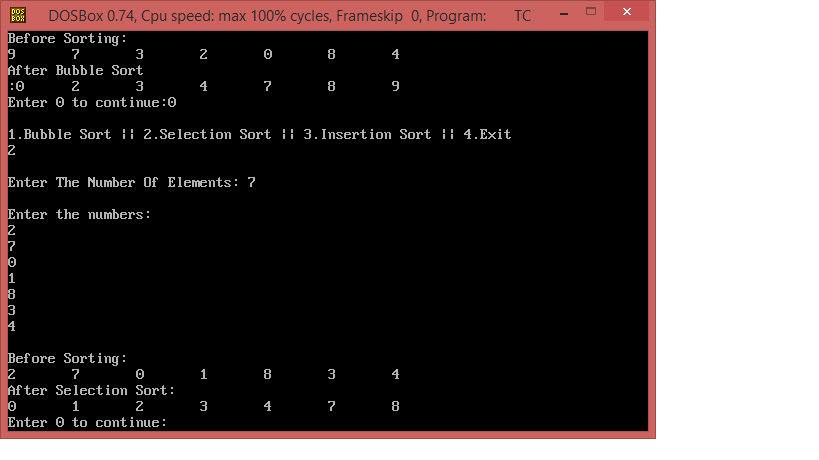 DOS BOX
DOSBox 0.74, Cpu speed: max 100% cycles, Frameskip 0, Program: TC
Before Sorting:
9 7 3 2 0 8 4
After Bubble Sort
:0 2 3 4 7 8 9
Enter 0 to continue:0
1.Bubble Sort || 2.Selection Sort || 3.Insertion Sort || 4.Exit
2
Enter The Number Of Elements: 7
Enter the numbers:
2
7
0
1
8
3
4
Before Sorting:
2 7 0 1 8 3 4
After Selection Sort:
0 1 2 3 4 7 8
Enter 0 to continue: